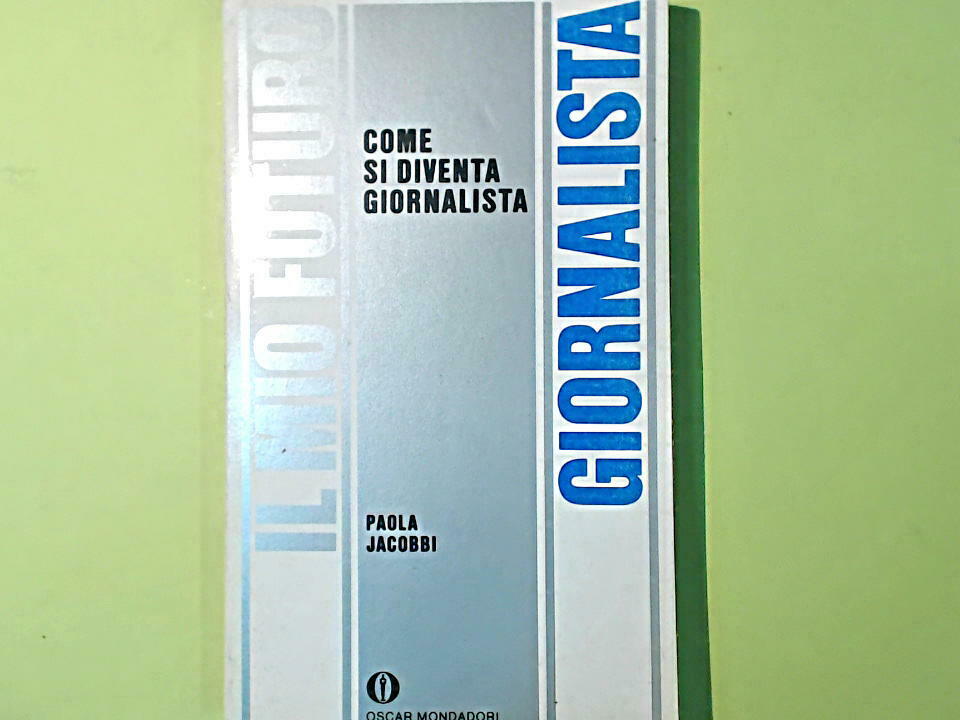 IL MIO FUTURO
COME
SI DIVENTA
GIORNALISTA
PAOLA
JACOBBI
OSCAR MONDADORI
GIORNALISTA